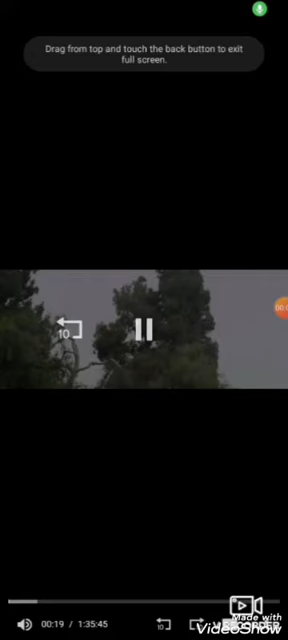 Drag from top and touch the back button to exit
full screen.
10
00:19 / 1:35:45
10
Made with
VideoShow